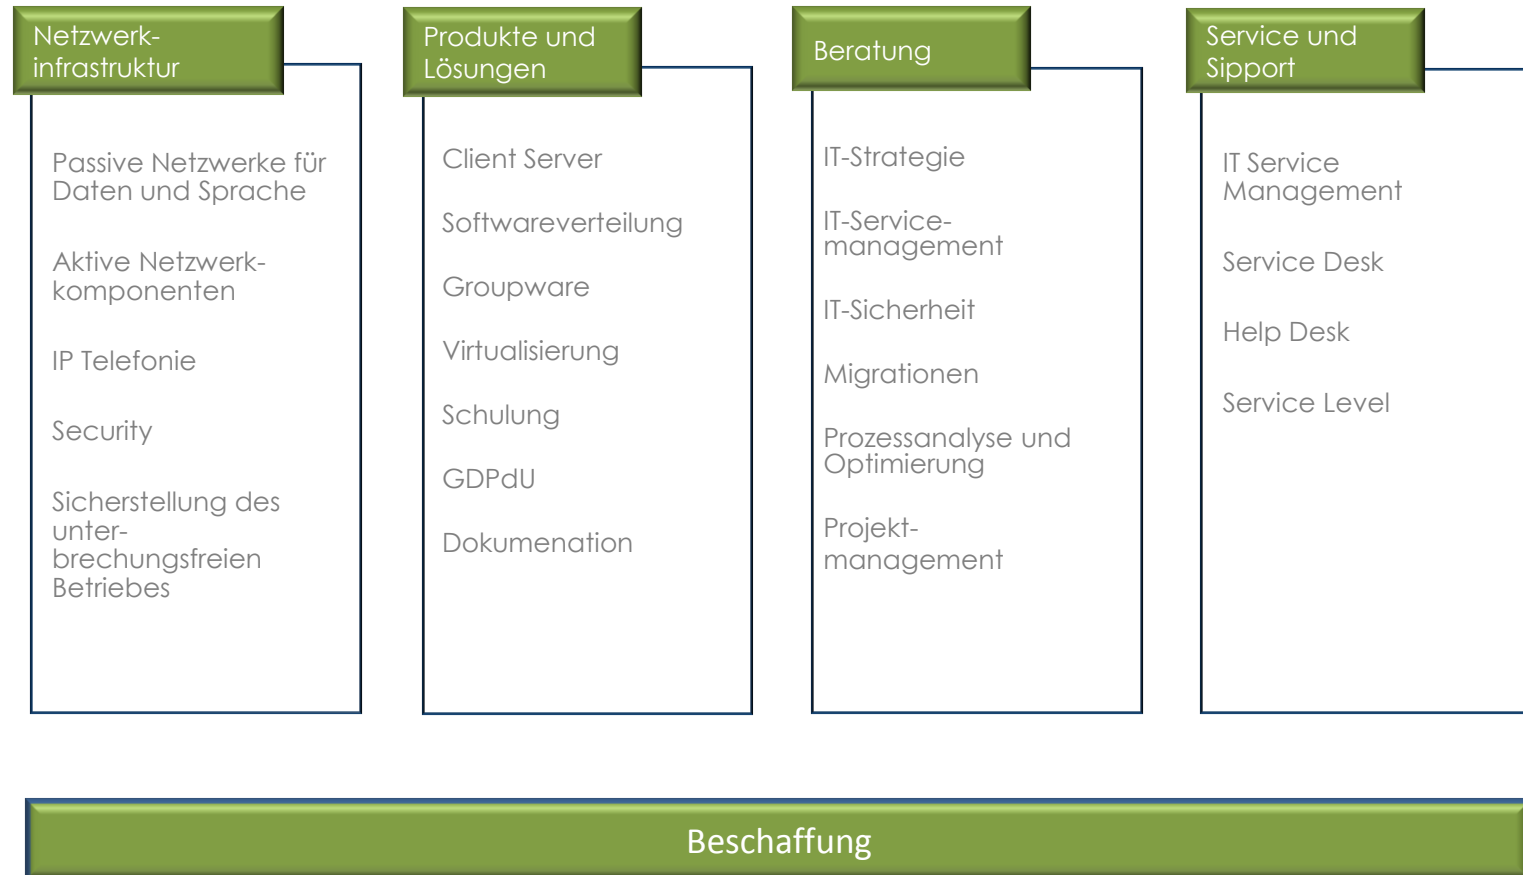 Netzwerk-
infrastruktur
Passive Netzwerke für
Daten und Sprache
Aktive Netzwerk-
komponenten
IP Telefonie
Security
Sicherstellung des
unter-
brechungsfreien
Betriebes
Produkte und
Lösungen
Client Server
Softwareverteilung
Groupware
Virtualisierung
Schulung
GDPdU
Dokumenation
Beratung
IT-Strategie
IT-Service-
management
IT-Sicherheit
Migrationen
Prozessanalyse und
Optimierung
Projekt-
management
Service und
Sipport
IT Service
Management
Service Desk
Help Desk
Service Level
Beschaffung